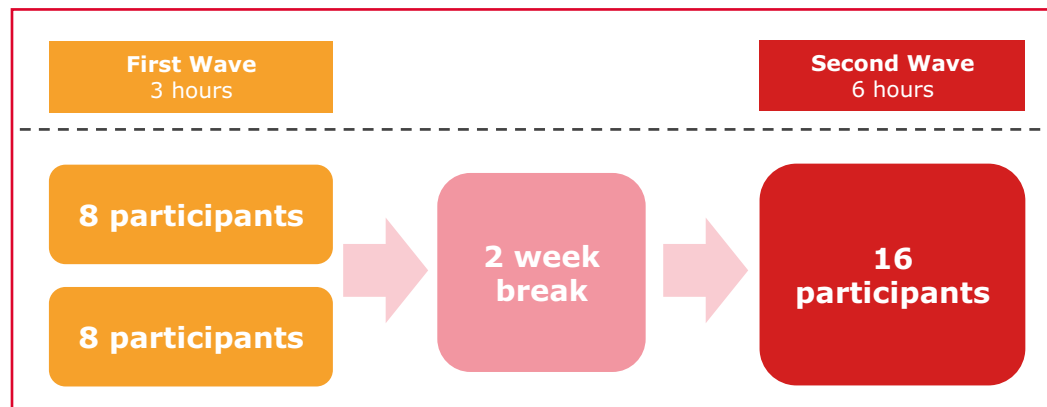 First Wave
3 hours
Second Wave
6 hours
8 participants
8 participants
2 week
break
16
participants